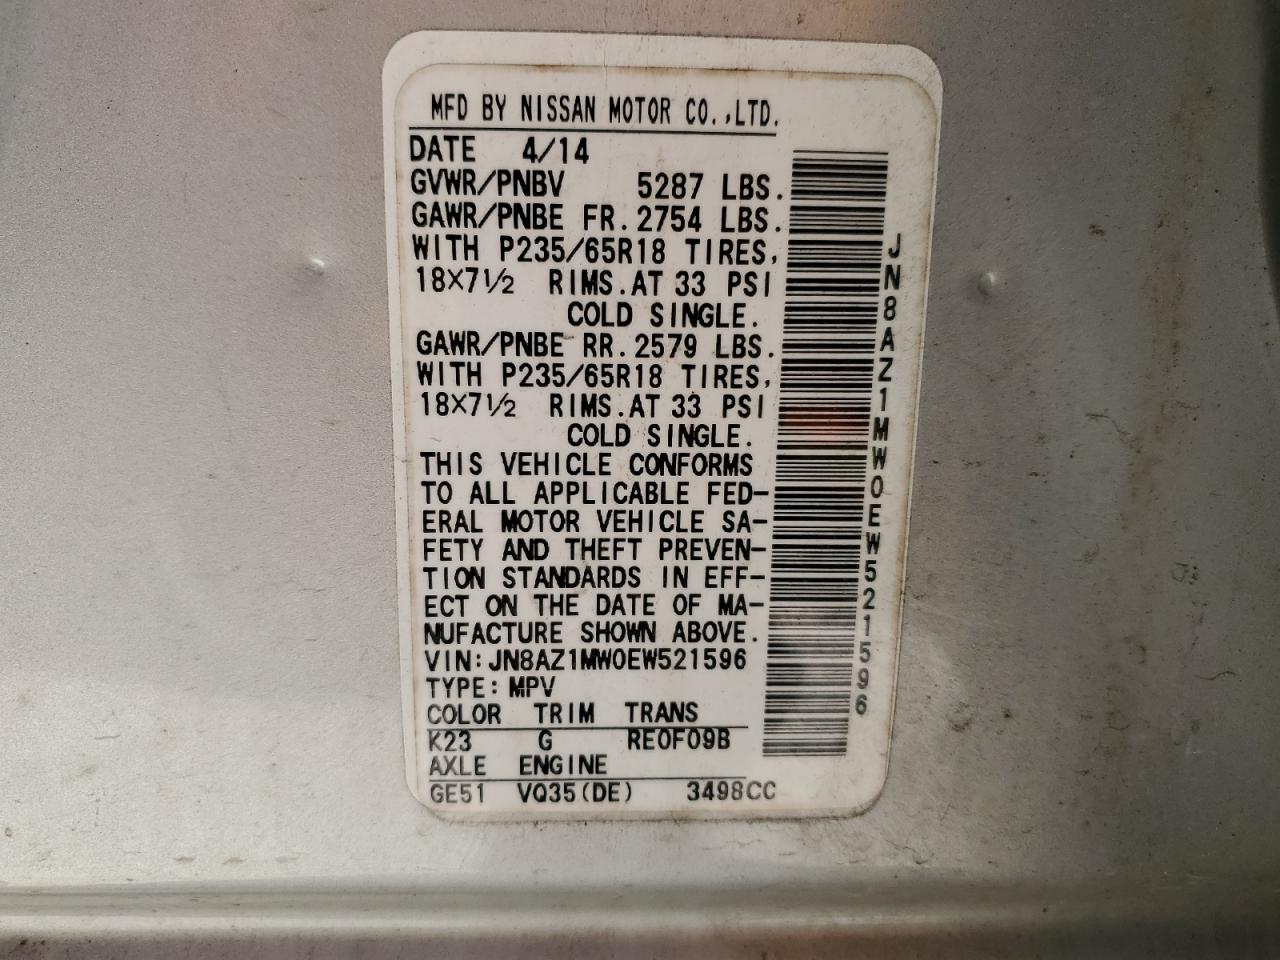 MFD BY NISSAN MOTOR CO.,LTD.
DATE 4/14
GVWR/PNBV 5287 LBS.
GAWR/PNBE FR.2754 LBS.
WITH P235/65R18 TIRES,
18X7½ RIMS.AT 33 PSI
COLD SINGLE.
GAWR/PNBE RR.2579 LBS.
WITH P235/65R18 TIRES,
18X7½ RIMS.AT 33 PSI
COLD SINGLE.
THIS VEHICLE CONFORMS
TO ALL APPLICABLE FED-
ERAL MOTOR VEHICLE SA-
FETY AND THEFT PREVEN-
TION STANDARDS IN EFF-
ECT ON THE DATE OF MA-
NUFACTURE SHOWN ABOVE.
VIN:JN8AZ1MW0EW521596
TYPE:MPV
COLOR TRIM TRANS
K23 G RE0F09B
AXLE ENGINE
GE51 VQ35(DE) 3498CC
JN8AZ1MW0EW521596